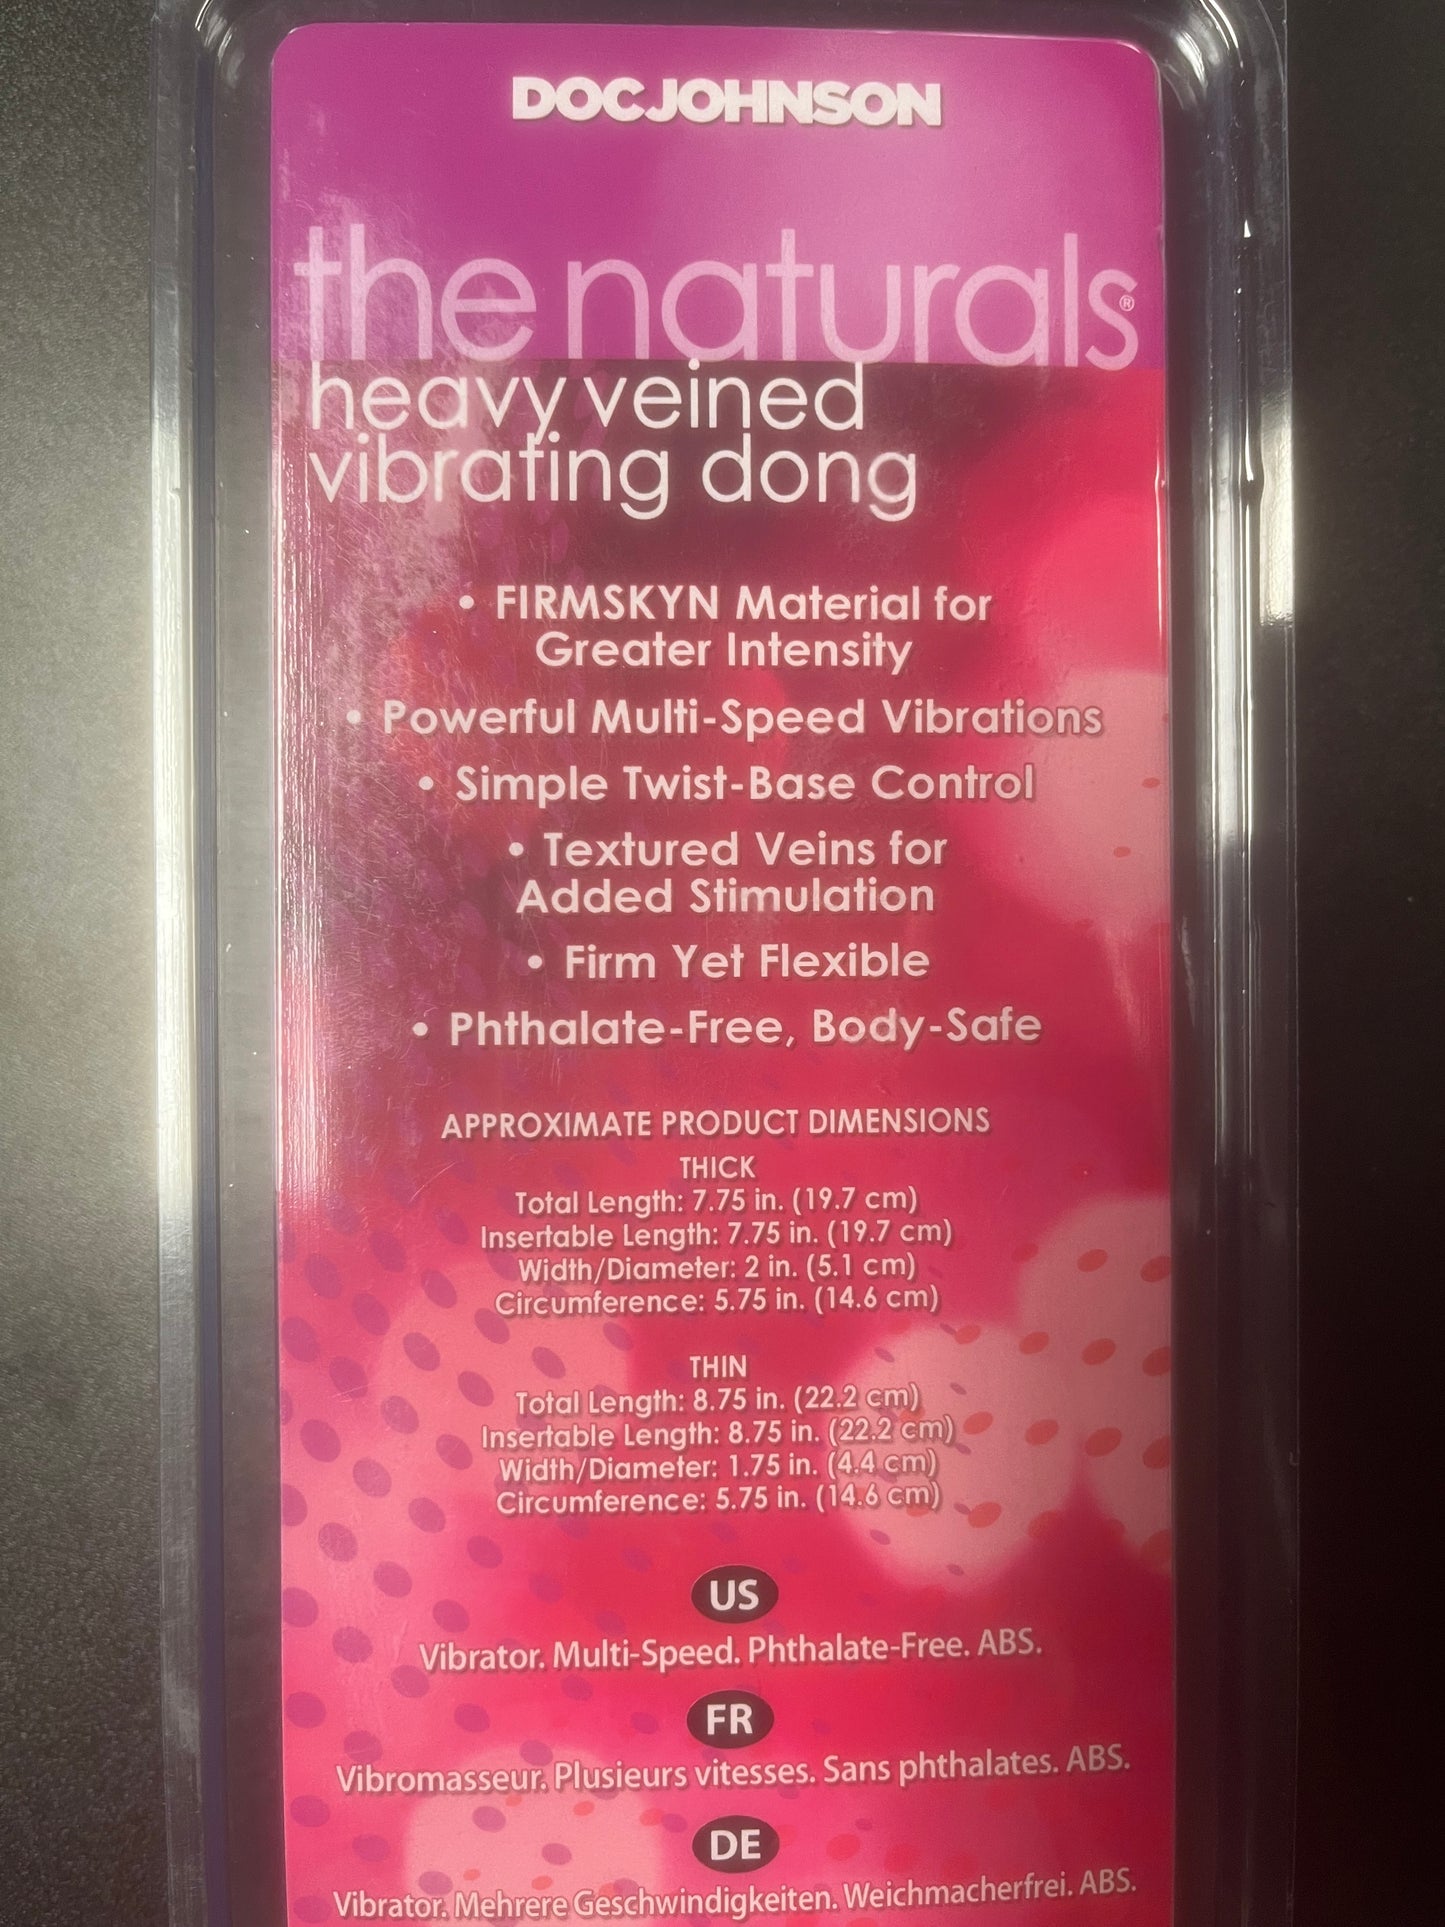 DOC JOHNSON
the naturals®
heavy veined
vibrating dong
• FIRMSKYN Material for
Greater Intensity
• Powerful Multi-Speed Vibrations
• Simple Twist-Base Control
• Textured Veins for
Added Stimulation
• Firm Yet Flexible
• Phthalate-Free, Body-Safe
APPROXIMATE PRODUCT DIMENSIONS
THICK
Total Length: 7.75 in. (19.7 cm)
Insertable Length: 7.75 in. (19.7 cm)
Width/Diameter: 2 in. (5.1 cm)
Circumference: 5.75 in. (14.6 cm)
THIN
Total Length: 8.75 in. (22.2 cm)
Insertable Length: 8.75 in. (22.2 cm)
Width/Diameter: 1.75 in. (4.4 cm)
Circumference: 5.75 in. (14.6 cm)
US
Vibrator. Multi-Speed. Phthalate-Free. ABS.
FR
Vibromasseur. Plusieurs vitesses. Sans phthalates. ABS.
DE
Vibrator. Mehrere Geschwindigkeiten. Weichmacherfrei. ABS.